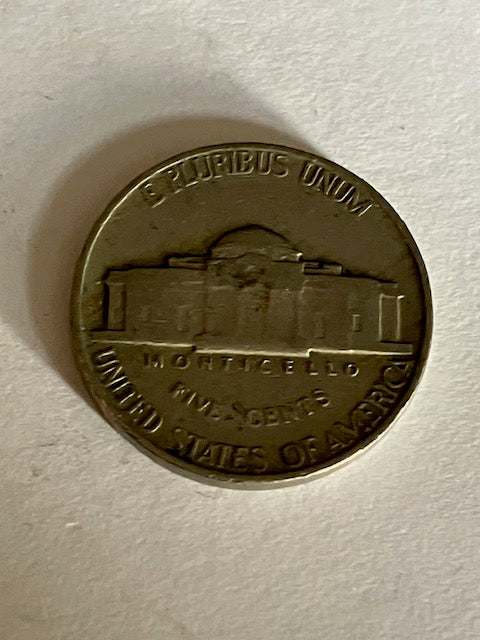 E PLURIBUS UNUM
MONTICELLO
FIVE CENTS
UNITED STATES OF AMERICA